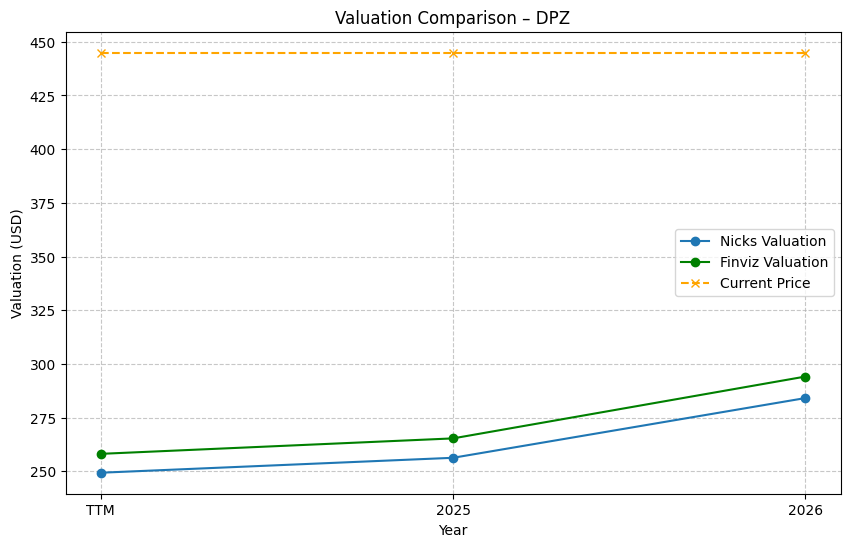 Valuation Comparison – DPZ
Valuation (USD)
450
425
400
375
350
325
300
275
250
Nicks Valuation
Finviz Valuation
Current Price
TTM
2025
2026
Year